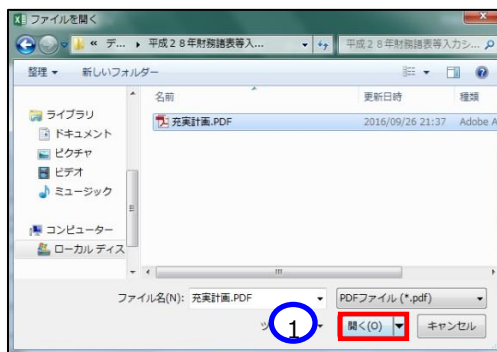 ファイルを開く
« デ... ▸ 平成２８年財務諸表等入...
平成２８年財務諸表等入力シ...
整理 ▼ 新しいフォルダー
名前 更新日時 種類
ライブラリ
充実計画.PDF 2016/09/26 21:37 Adobe A
ドキュメント
ピクチャ
ビデオ
ミュージック
コンピューター
ローカル ディス
ファイル名(N): 充実計画.PDF PDFファイル (*.pdf)
ツ 1 開く(O) キャンセル